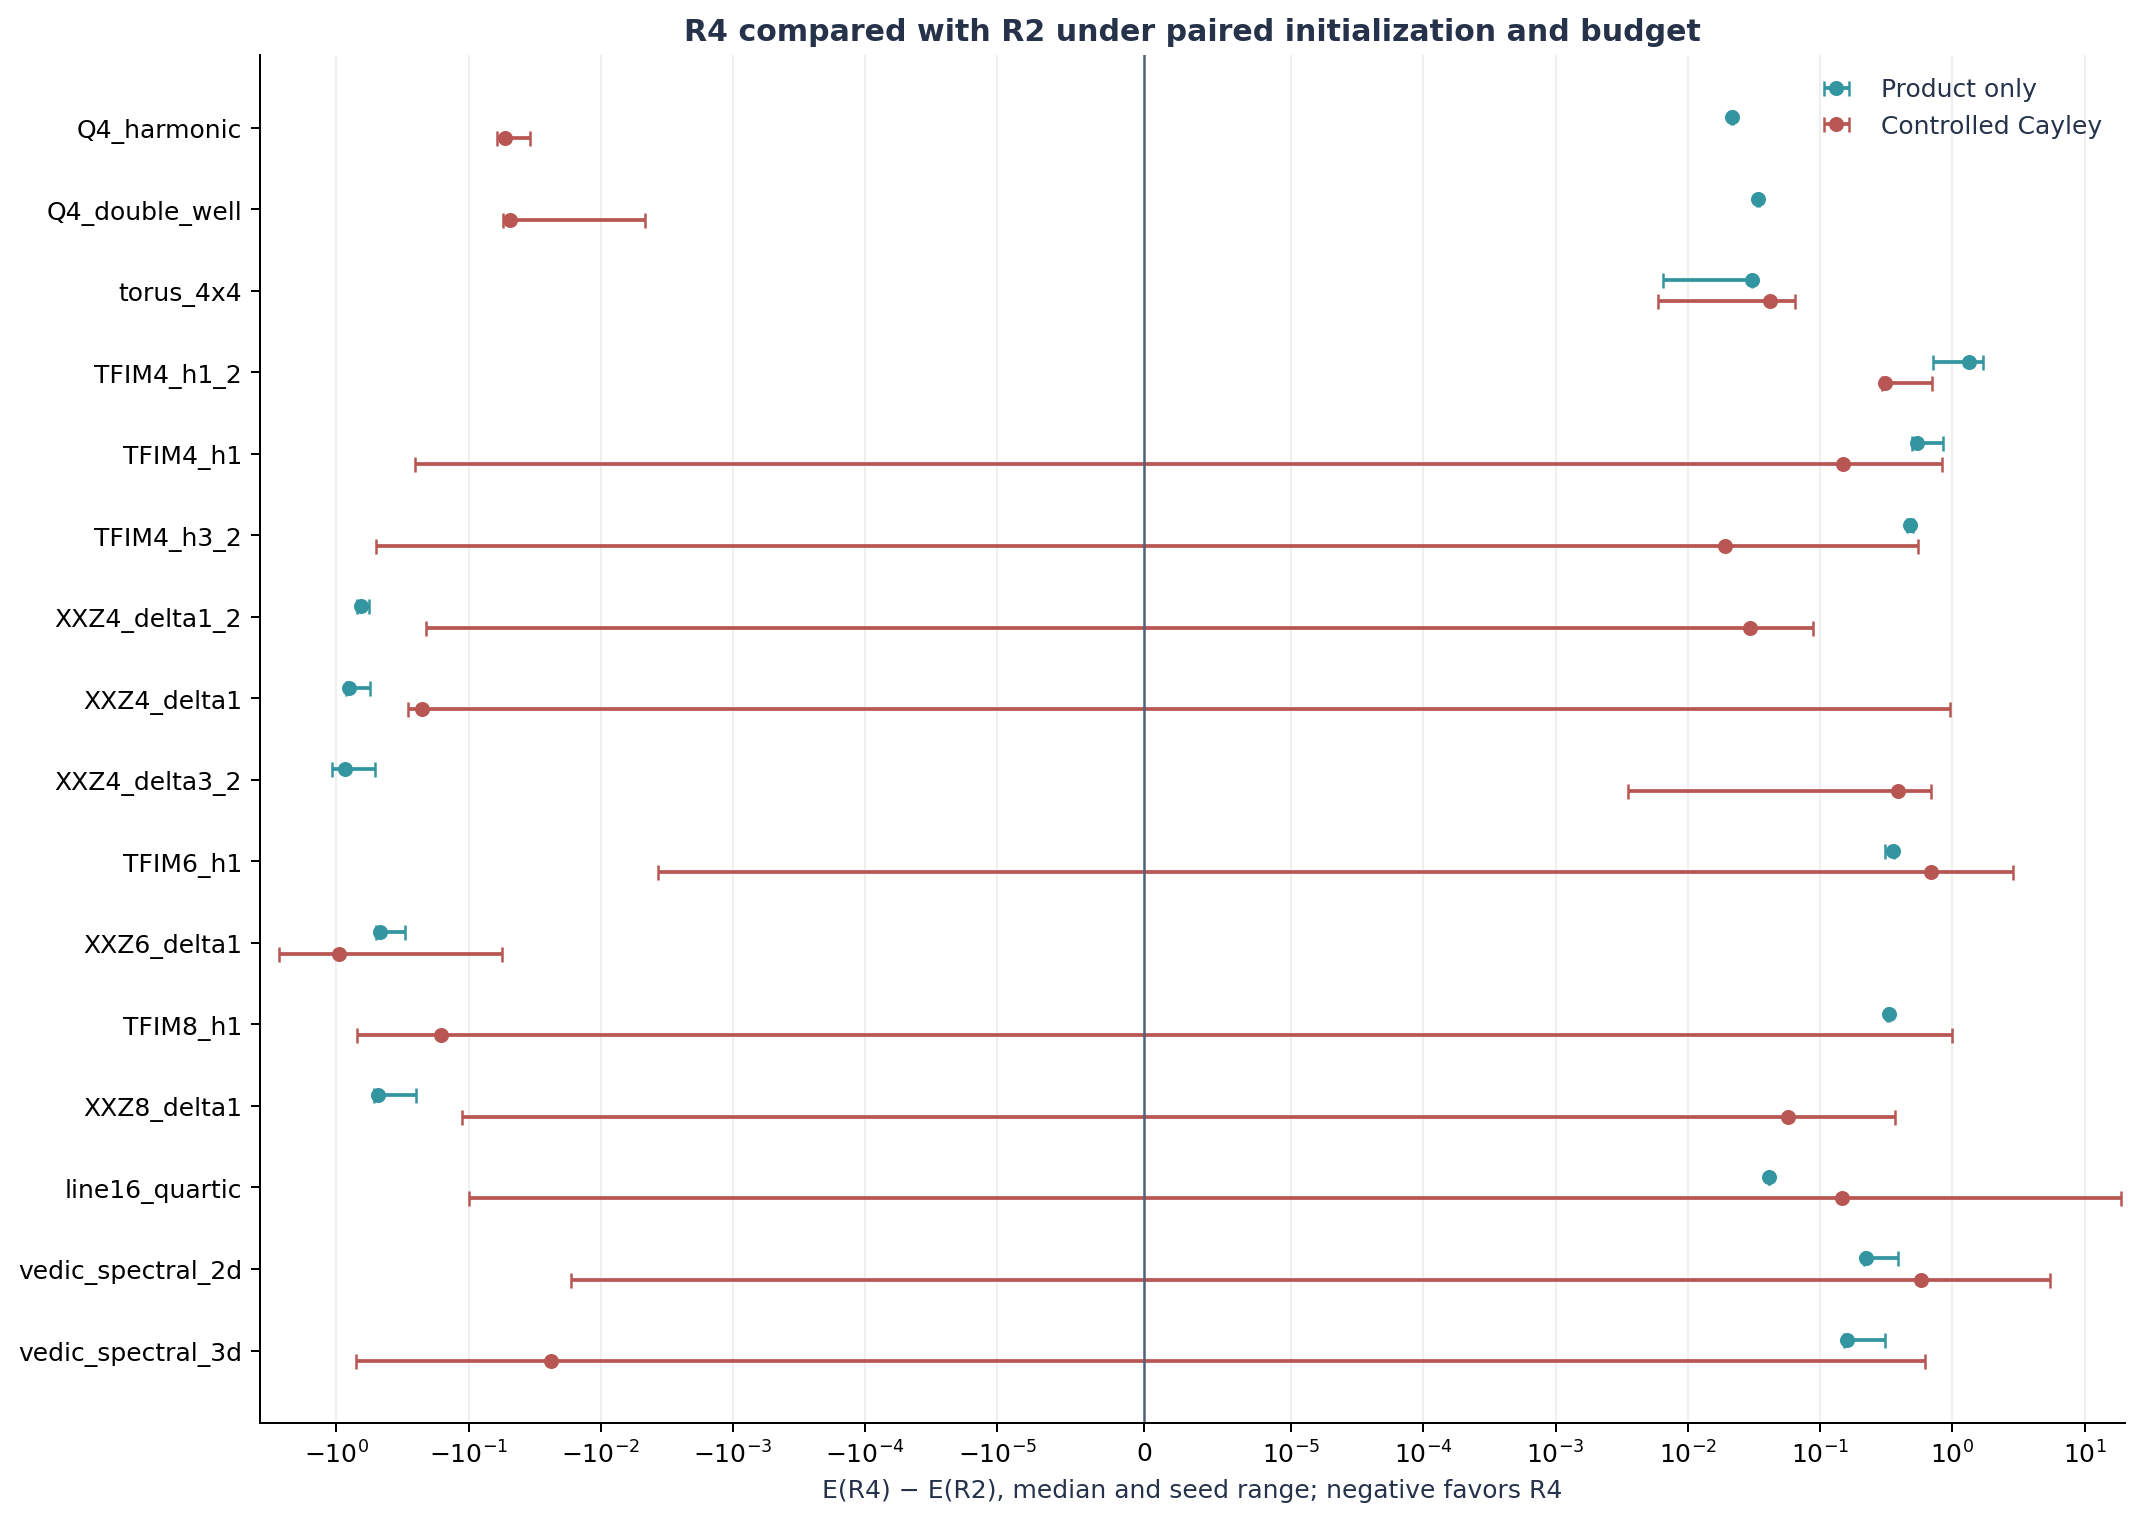 R4 compared with R2 under paired initialization and budget
Product only
Controlled Cayley
Q4_harmonic
Q4_double_well
torus_4x4
TFIM4_h1_2
TFIM4_h1
TFIM4_h3_2
XXZ4_delta1_2
XXZ4_delta1
XXZ4_delta3_2
TFIM6_h1
XXZ6_delta1
TFIM8_h1
XXZ8_delta1
line16_quartic
vedic_spectral_2d
vedic_spectral_3d
−10⁰ −10⁻¹ −10⁻² −10⁻³ −10⁻⁴ −10⁻⁵ 0 10⁻⁵ 10⁻⁴ 10⁻³ 10⁻² 10⁻¹ 10⁰ 10¹
E(R4) − E(R2), median and seed range; negative favors R4